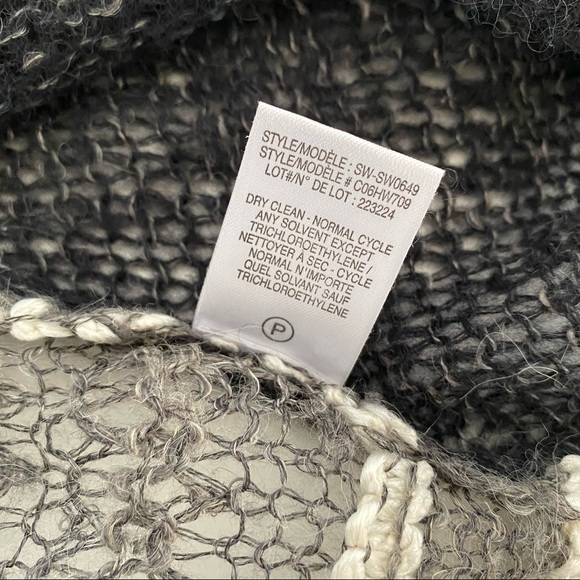 STYLE/MODÈLE : SW-SW0649
STYLE/MODÈLE # C06HW709
LOT#/N° DE LOT : 223224
DRY CLEAN : NORMAL CYCLE
ANY SOLVENT EXCEPT
TRICHLOROETHYLENE /
NETTOYER À SEC - CYCLE
NORMAL N'IMPORTE
QUEL SOLVANT SAUF
TRICHLOROETHYLENE
P